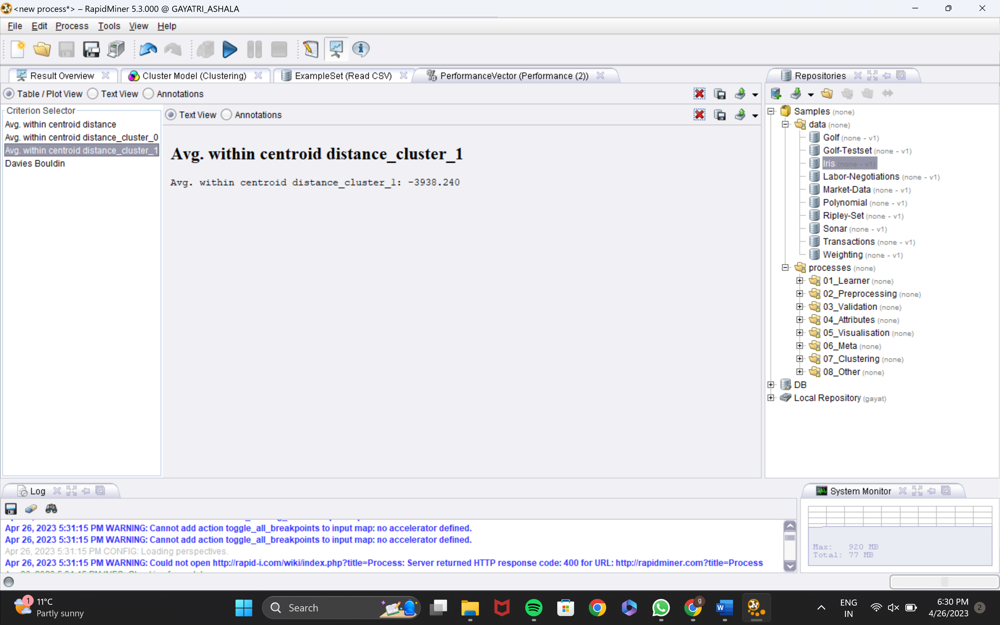 <new process*> – RapidMiner 5.3.000 @ GAYATRI_ASHALA
File Edit Process Tools View Help
Result Overview
Cluster Model (Clustering)
ExampleSet (Read CSV)
PerformanceVector (Performance (2))
Table / Plot View Text View Annotations
Criterion Selector
Avg. within centroid distance
Avg. within centroid distance_cluster_0
Avg. within centroid distance_cluster_1
Davies Bouldin
Text View Annotations
Avg. within centroid distance_cluster_1
Avg. within centroid distance_cluster_1: -3938.240
Repositories
Samples (none)
data (none)
Golf (none - v1)
Golf-Testset (none - v1)
Iris (none - v1)
Labor-Negotiations (none - v1)
Market-Data (none - v1)
Polynomial (none - v1)
Ripley-Set (none - v1)
Sonar (none - v1)
Transactions (none - v1)
Weighting (none - v1)
processes (none)
01_Learner (none)
02_Preprocessing (none)
03_Validation (none)
04_Attributes (none)
05_Visualisation (none)
06_Meta (none)
07_Clustering (none)
08_Other (none)
DB
Local Repository (gayat)
Log
Apr 26, 2023 5:31:15 PM WARNING: Cannot add action toggle_all_breakpoints to input map: no accelerator defined.
Apr 26, 2023 5:31:15 PM WARNING: Cannot add action toggle_all_breakpoints to input map: no accelerator defined.
Apr 26, 2023 5:31:15 PM CONFIG: Loading perspectives.
Apr 26, 2023 5:31:15 PM WARNING: Could not open http://rapid-i.com/wiki/index.php?title=Process: Server returned HTTP response code: 400 for URL: http://rapidminer.com?title=Process
System Monitor
Max: 920 MB
Total: 77 MB
1
11°C
Partly sunny
Search
g
W
ENG
IN
6:30 PM
4/26/2023
2